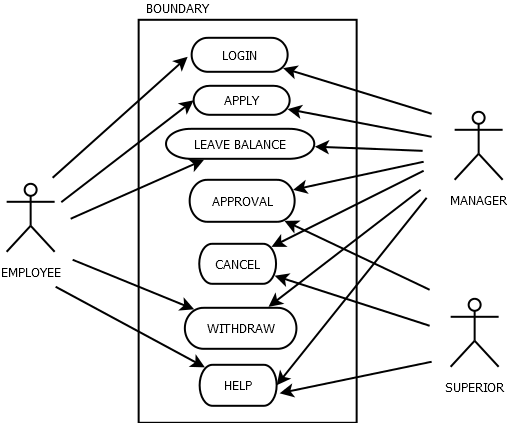 BOUNDARY
LOGIN
APPLY
LEAVE BALANCE
APPROVAL
CANCEL
WITHDRAW
HELP
EMPLOYEE
MANAGER
SUPERIOR